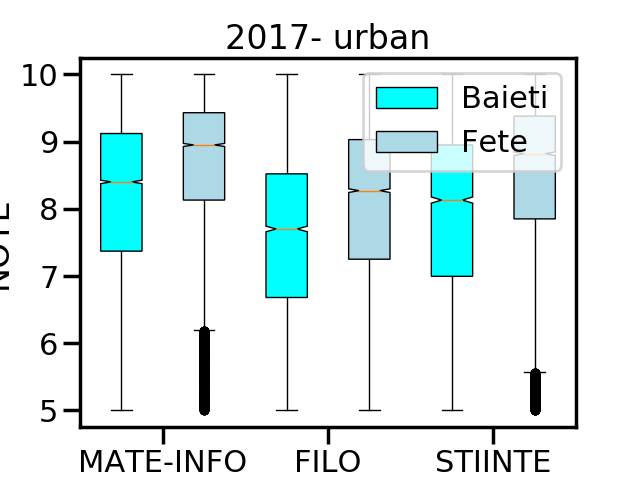 2017- urban
Baieti
Fete
10
9
8
7
6
5
NOTE
MATE-INFO FILO STIINTE